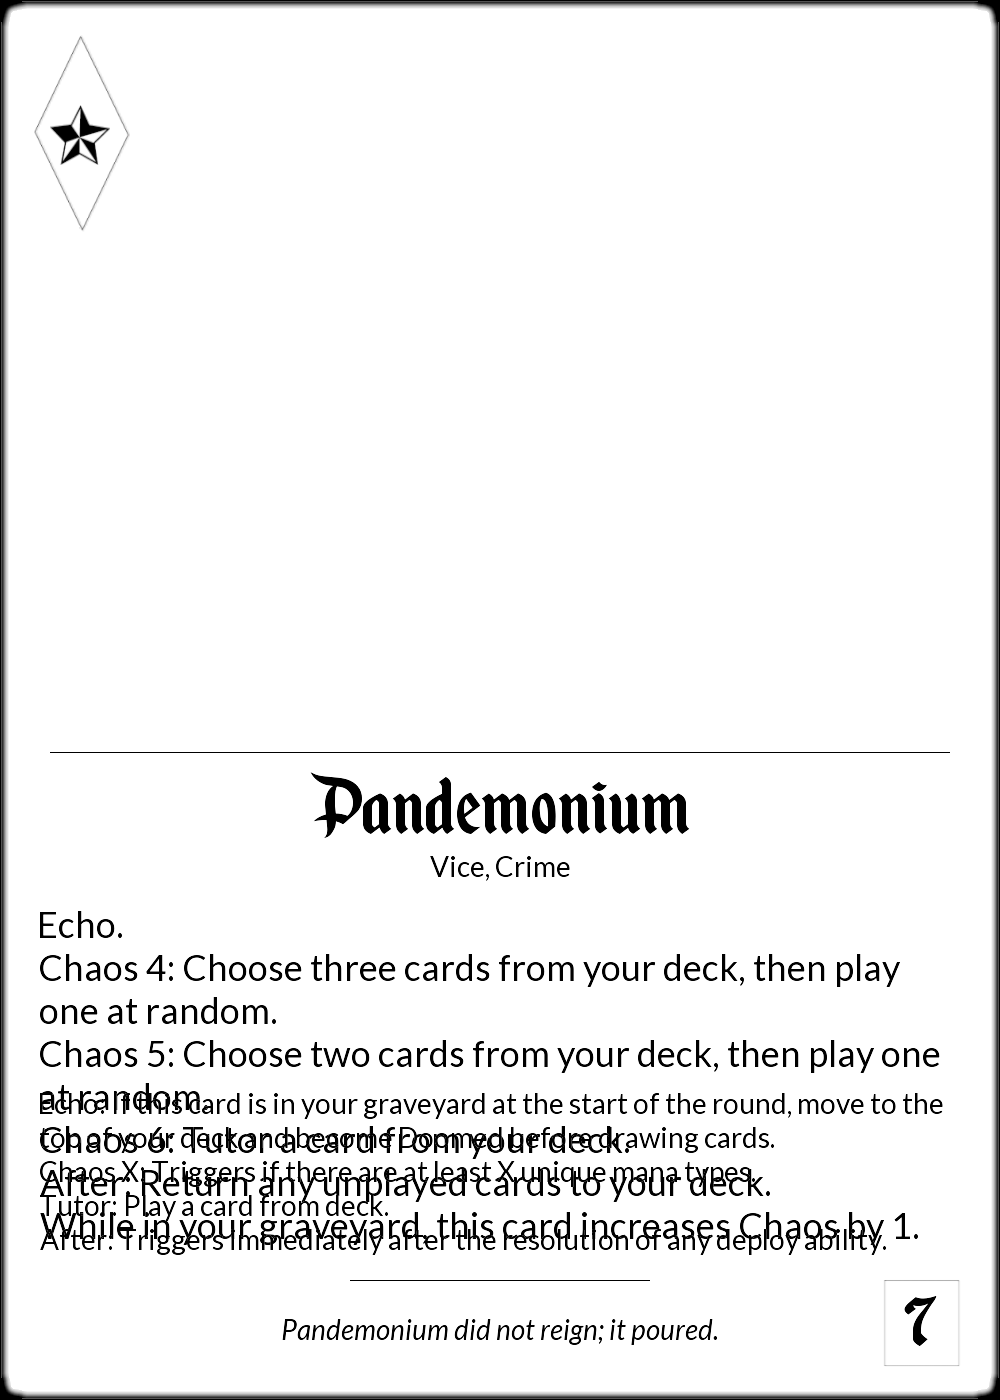 Pandemonium
Vice, Crime
Echo.
Chaos 4: Choose three cards from your deck, then play
one at random.
Chaos 5: Choose two cards from your deck, then play one
at random.
Echo: If this card is in your graveyard at the start of the round, move to the
top of your deck and become Doomed before drawing cards.
Chaos 6: Tutor a card from your deck.
Chaos X: Triggers if there are at least X unique mana types.
After: Return any unplayed cards to your deck.
Tutor: Play a card from deck.
While in your graveyard, this card increases Chaos by 1.
After: Triggers immediately after the resolution of any deploy ability.
Pandemonium did not reign; it poured.
7